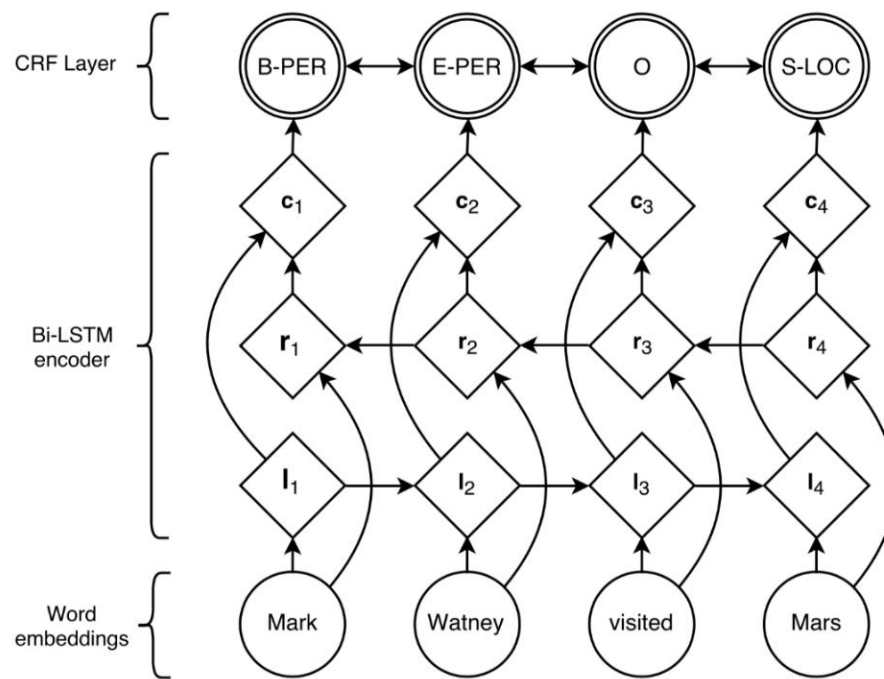 CRF Layer
B-PER E-PER O S-LOC
c₁ c₂ c₃ c₄
Bi-LSTM
encoder
r₁ r₂ r₃ r₄
l₁ l₂ l₃ l₄
Word
embeddings
Mark Watney visited Mars